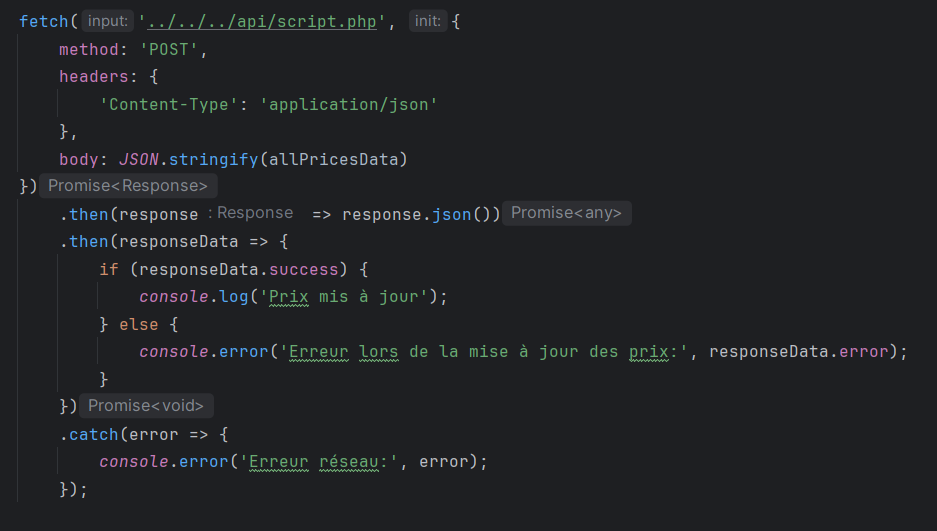 fetch( input: '../../../api/script.php', init: {
method: 'POST',
headers: {
'Content-Type': 'application/json'
},
body: JSON.stringify(allPricesData)
}) Promise<Response>
.then(response : Response => response.json()) Promise<any>
.then(responseData => {
if (responseData.success) {
console.log('Prix mis à jour');
} else {
console.error('Erreur lors de la mise à jour des prix:', responseData.error);
}
}) Promise<void>
.catch(error => {
console.error('Erreur réseau:', error);
});